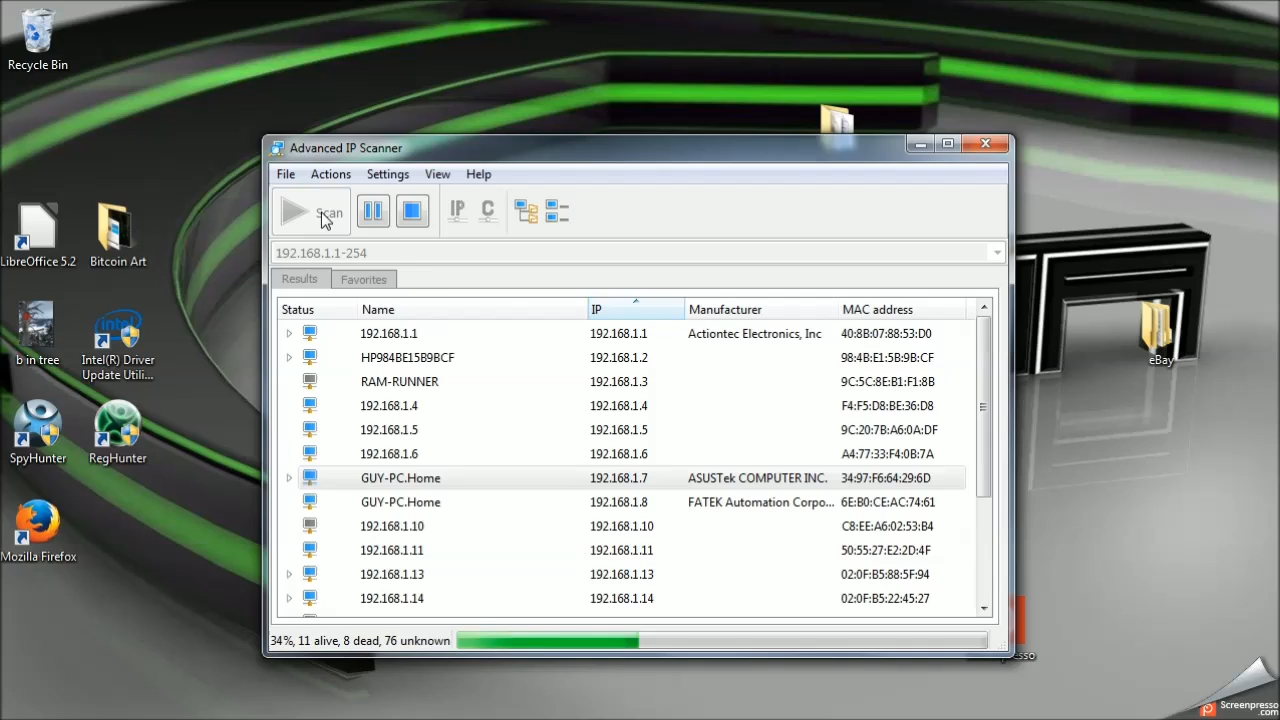 Recycle Bin
Advanced IP Scanner
File Actions Settings View Help
Scan IP C
192.168.1.1-254
Results Favorites
Status Name IP Manufacturer MAC address
192.168.1.1 192.168.1.1 Actiontec Electronics, Inc 40:8B:07:88:53:D0
HP984BE15B9BCF 192.168.1.2 98:4B:E1:5B:9B:CF
RAM-RUNNER 192.168.1.3 9C:5C:8E:B1:F1:8B
192.168.1.4 192.168.1.4 F4:F5:D8:BE:36:D8
192.168.1.5 192.168.1.5 9C:20:7B:A6:0A:DF
192.168.1.6 192.168.1.6 A4:77:33:F4:0B:7A
GUY-PC.Home 192.168.1.7 ASUSTek COMPUTER INC. 34:97:F6:64:29:6D
GUY-PC.Home 192.168.1.8 FATEK Automation Corpo... 6E:B0:CE:AC:74:61
192.168.1.10 192.168.1.10 C8:EE:A6:02:53:B4
192.168.1.11 192.168.1.11 50:55:27:E2:2D:4F
192.168.1.13 192.168.1.13 02:0F:B5:88:5F:94
192.168.1.14 192.168.1.14 02:0F:B5:22:45:27
34%, 11 alive, 8 dead, 76 unknown
LibreOffice 5.2
Bitcoin Art
b in tree
Intel(R) Driver
Update Utili...
SpyHunter
RegHunter
Mozilla Firefox
eBay
Screenpresso
.com